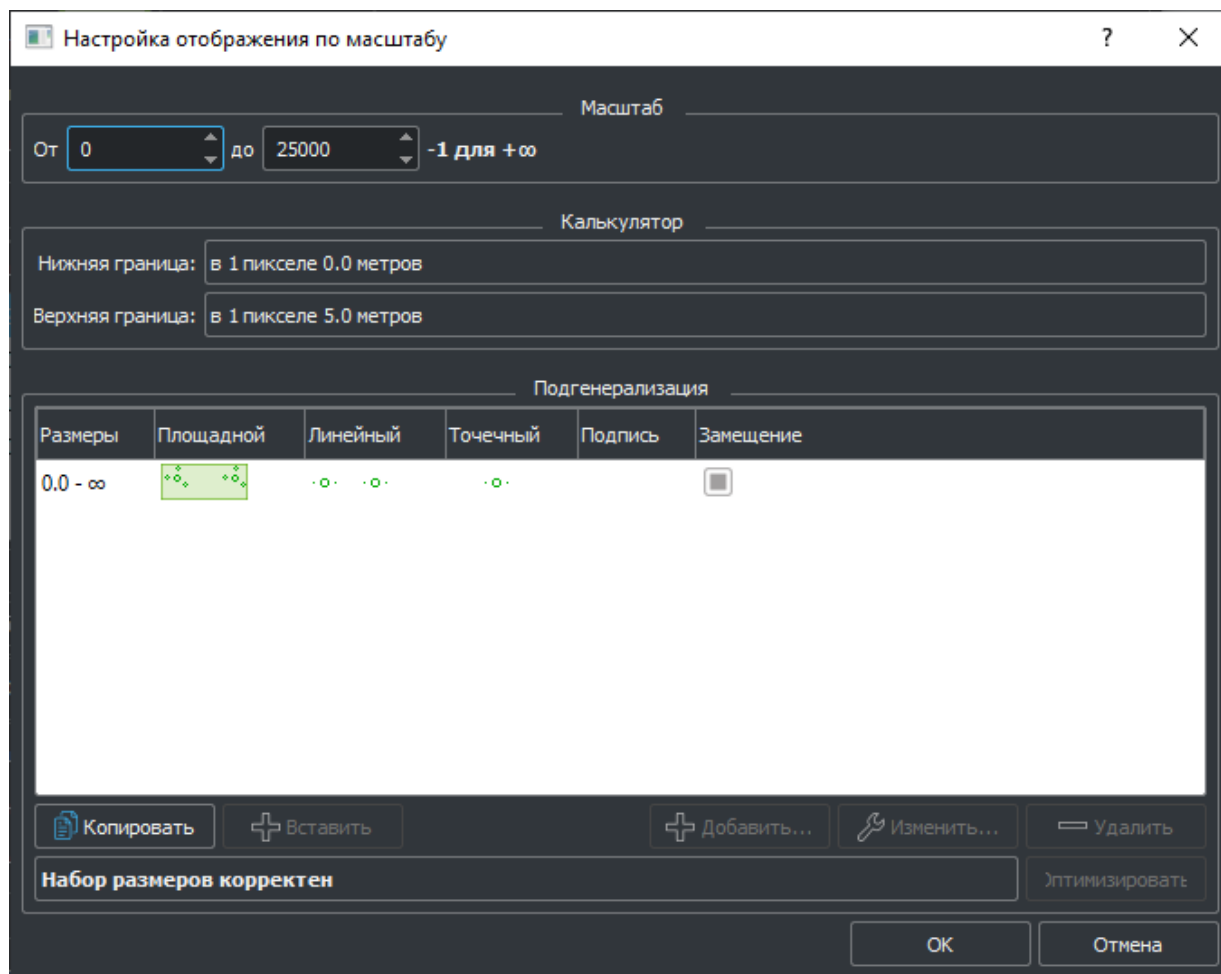 Настройка отображения по масштабу ?
Масштаб
От 0 до 25000 -1 для +∞
Калькулятор
Нижняя граница: в 1 пикселе 0.0 метров
Верхняя граница: в 1 пикселе 5.0 метров
Подгенерализация
Размеры Площадной Линейный Точечный Подпись Замещение
0.0 - ∞
Копировать Вставить Добавить... Изменить... Удалить
Набор размеров корректен Оптимизировать
OK Отмена